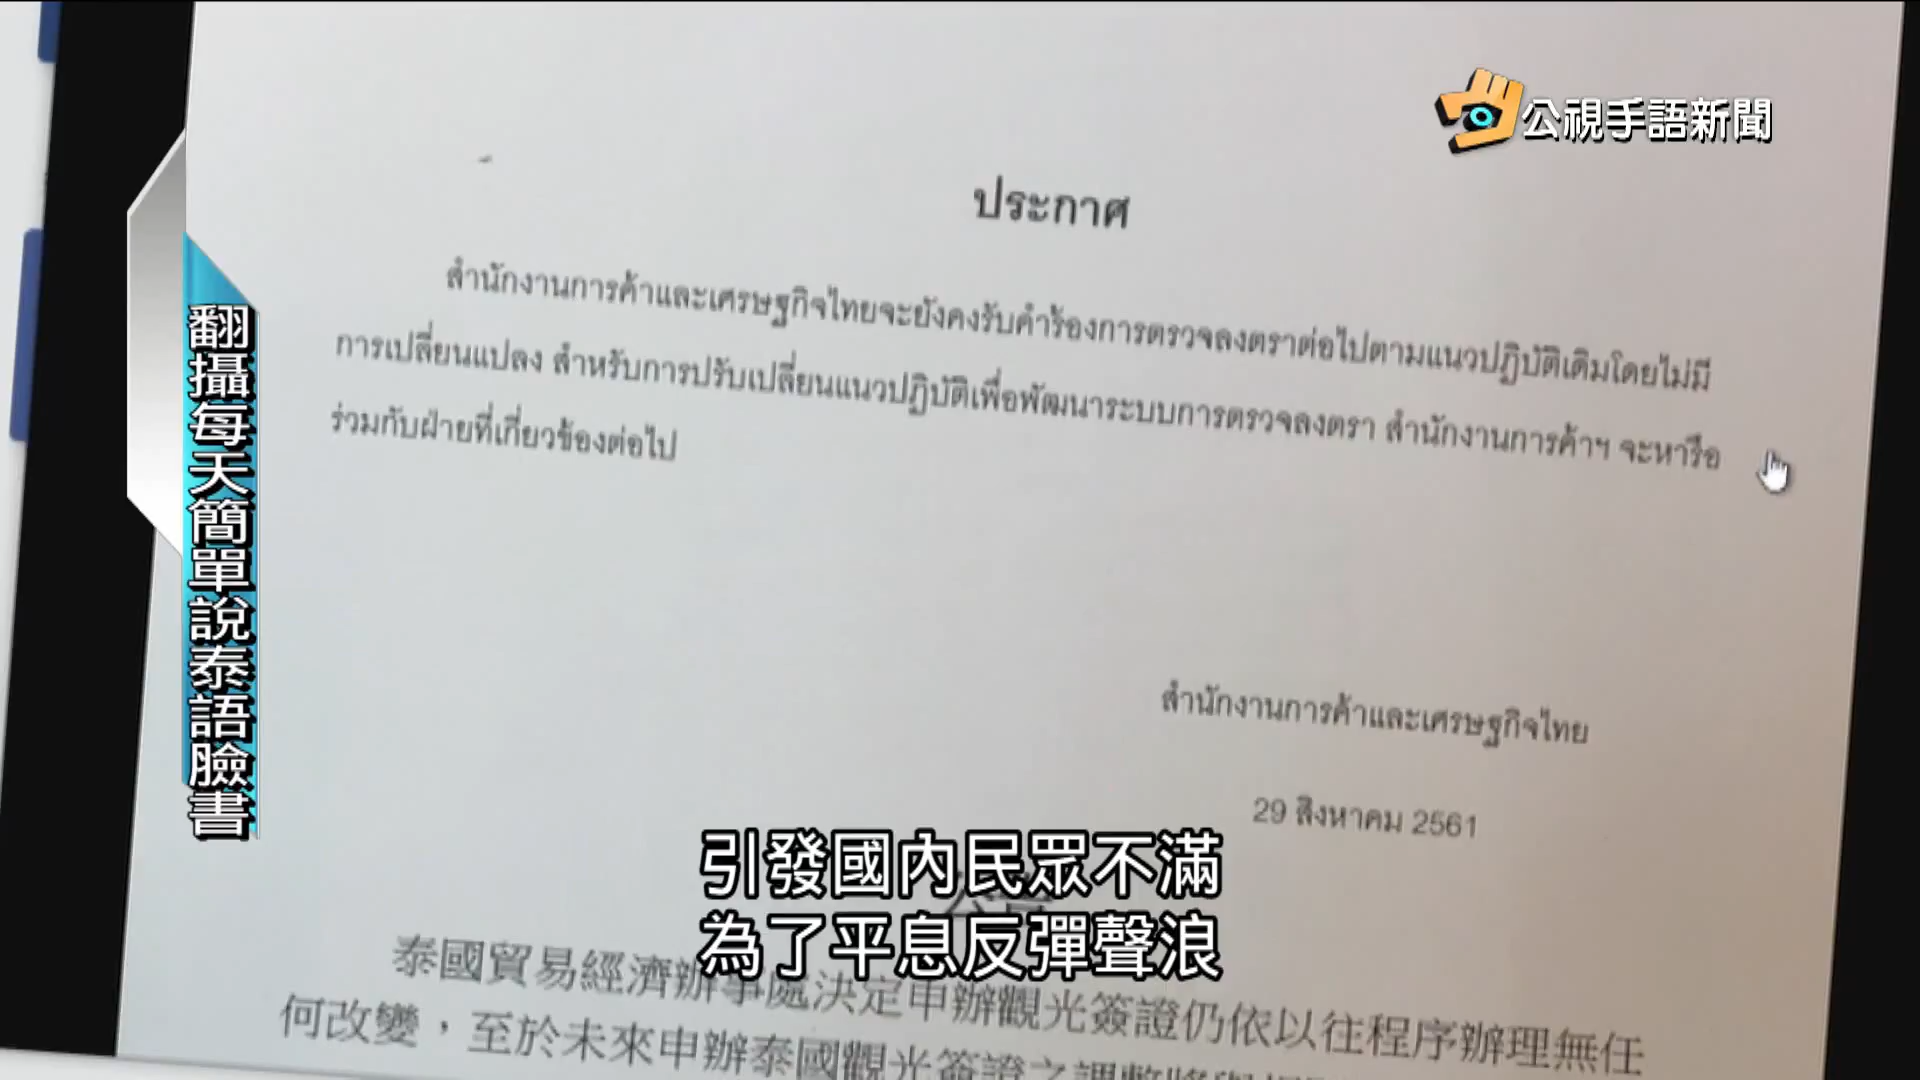 公視手語新聞
ประกาศ
สำนักงานการค้าและเศรษฐกิจไทยจะยังคงรับคำร้องการตรวจลงตราต่อไปตามแนวปฏิบัติเดิมโดยไม่มี
การเปลี่ยนแปลง สำหรับการปรับเปลี่ยนแนวปฏิบัติเพื่อพัฒนาระบบการตรวจลงตรา สำนักงานการค้าฯ จะหารือ
ร่วมกับฝ่ายที่เกี่ยวข้องต่อไป
สำนักงานการค้าและเศรษฐกิจไทย
29 สิงหาคม 2561
翻攝每天簡單說泰語臉書
引發國內民眾不滿
為了平息反彈聲浪
泰國貿易經濟辦事處決定申辦觀光簽證仍依以往程序辦理無任
何改變，至於未來申辦泰國觀光簽證之調整將與